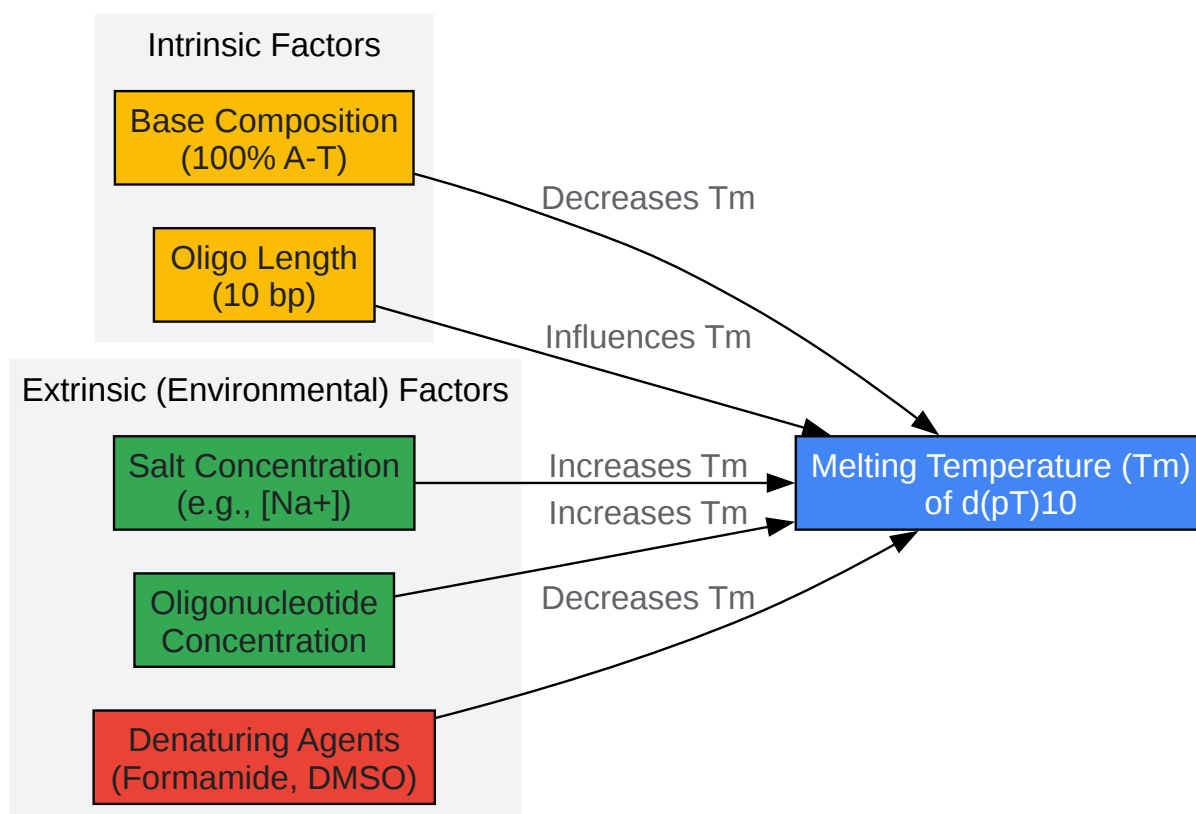 Intrinsic Factors
Base Composition
(100% A-T)
Decreases Tm
Oligo Length
(10 bp)
Influences Tm
Extrinsic (Environmental) Factors
Salt Concentration
(e.g., [Na+])
Increases Tm
Melting Temperature (Tm)
of d(pT)10
Increases Tm
Oligonucleotide
Concentration
Decreases Tm
Denaturing Agents
(Formamide, DMSO)